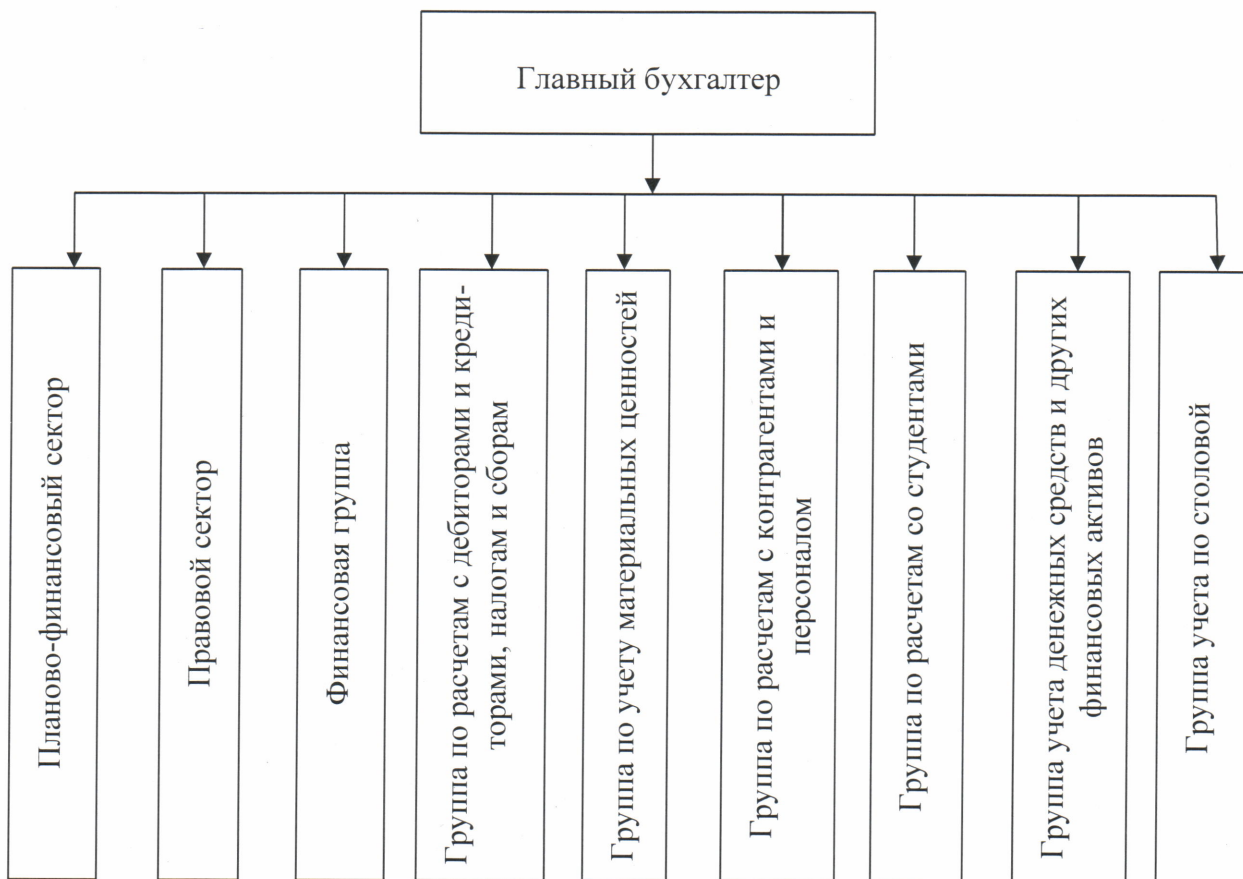 Главный бухгалтер
Планово-финансовый сектор
Правовой сектор
Финансовая группа
Группа по расчетам с дебиторами и креди-
торами, налогам и сборам
Группа по учету материальных ценностей
Группа по расчетам с контрагентами и
персоналом
Группа по расчетам со студентами
Группа учета денежных средств и других
финансовых активов
Группа учета по столовой